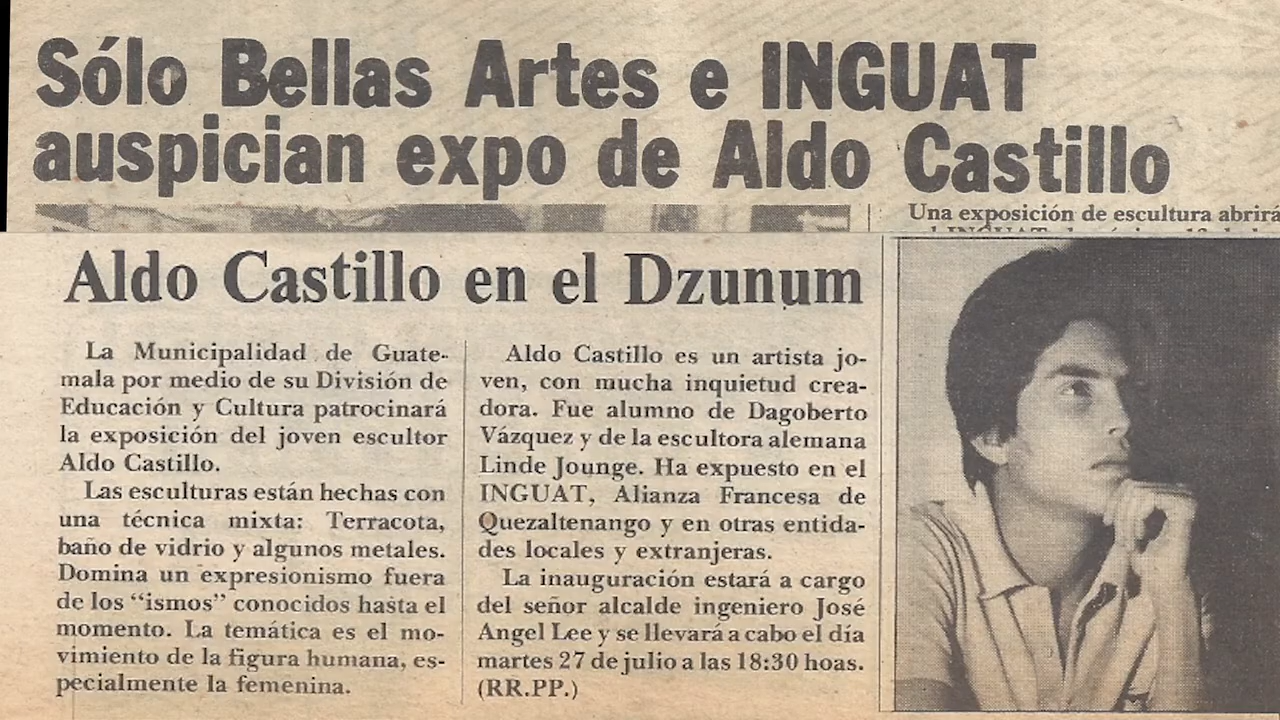 Sólo Bellas Artes e INGUAT
auspician expo de Aldo Castillo
Una exposición de escultura abrirá
Aldo Castillo en el Dzunum
La Municipalidad de Guate-
mala por medio de su División de
Educación y Cultura patrocinará
la exposición del joven escultor
Aldo Castillo.
Las esculturas están hechas con
una técnica mixta: Terracota,
baño de vidrio y algunos metales.
Domina un expresionismo fuera
de los “ismos” conocidos hasta el
momento. La temática es el mo-
vimiento de la figura humana, es-
pecialmente la femenina.
Aldo Castillo es un artista jo-
ven, con mucha inquietud crea-
dora. Fue alumno de Dagoberto
Vázquez y de la escultora alemana
Linde Jounge. Ha expuesto en el
INGUAT, Alianza Francesa de
Quezaltenango y en otras entida-
des locales y extranjeras.
La inauguración estará a cargo
del señor alcalde ingeniero José
Angel Lee y se llevará a cabo el día
martes 27 de julio a las 18:30 hoas.
(RR.PP.)